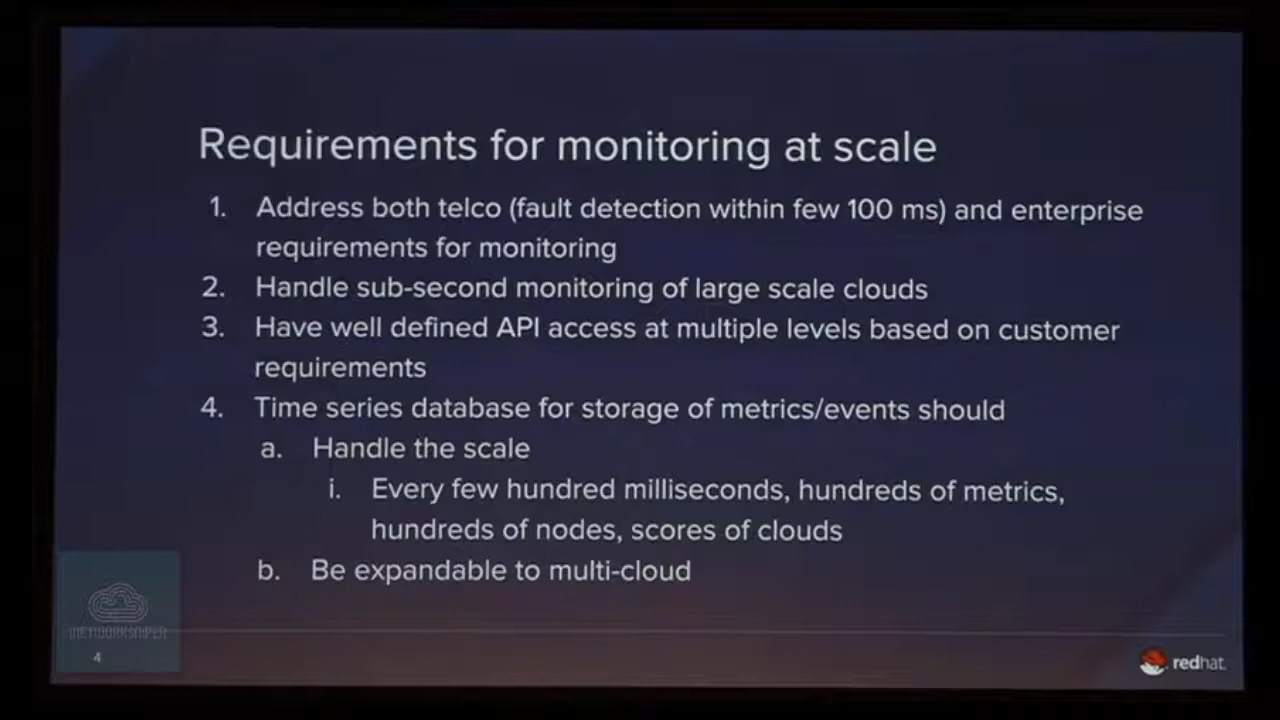 Requirements for monitoring at scale
1. Address both telco (fault detection within few 100 ms) and enterprise
requirements for monitoring
2. Handle sub-second monitoring of large scale clouds
3. Have well defined API access at multiple levels based on customer
requirements
4. Time series database for storage of metrics/events should
a. Handle the scale
i. Every few hundred milliseconds, hundreds of metrics,
hundreds of nodes, scores of clouds
b. Be expandable to multi-cloud
NETWORKSNIPER
4
redhat.